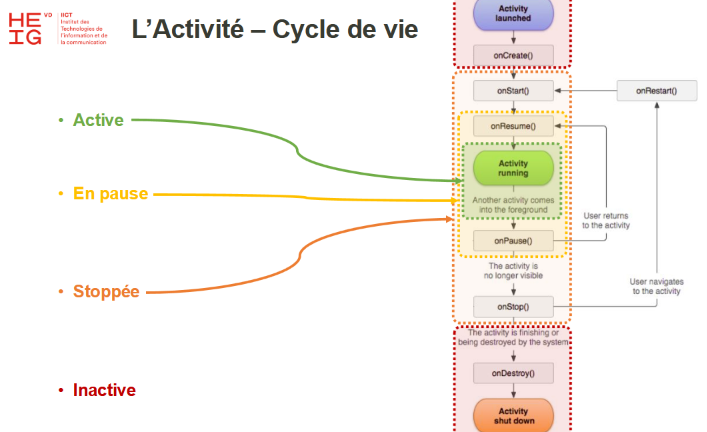 HE VD
IG
IICT
Institut des
Technologies de
l'Information et de
la communication
L'Activité – Cycle de vie
• Active
• En pause
• Stoppée
• Inactive
Activity
launched
onCreate()
onStart()
onRestart()
onResume()
Activity
running
Another activity comes
into the foreground
User returns
to the activity
onPause()
The activity is
no longer visible
User navigates
to the activity
onStop()
The activity is finishing or
being destroyed by the system
onDestroy()
Activity
shut down